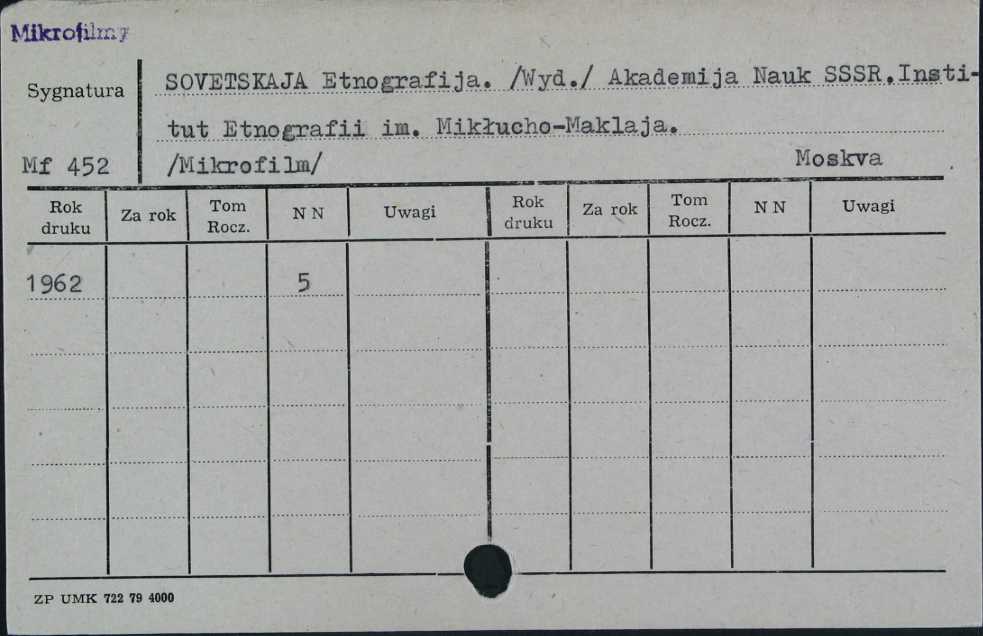 Mikrofilmy
Sygnatura
SOVETSKAJA Etnografija. /Wyd./ Akademija Nauk SSSR.Insti-
tut Etnografii im. Mikłucho-Maklaja.
Mf 452
/Mikrofilm/
Moskva
Rok druku Za rok Tom Rocz. N N Uwagi Rok druku Za rok Tom Rocz. N N Uwagi
1962 5
ZP UMK 722 79 4000